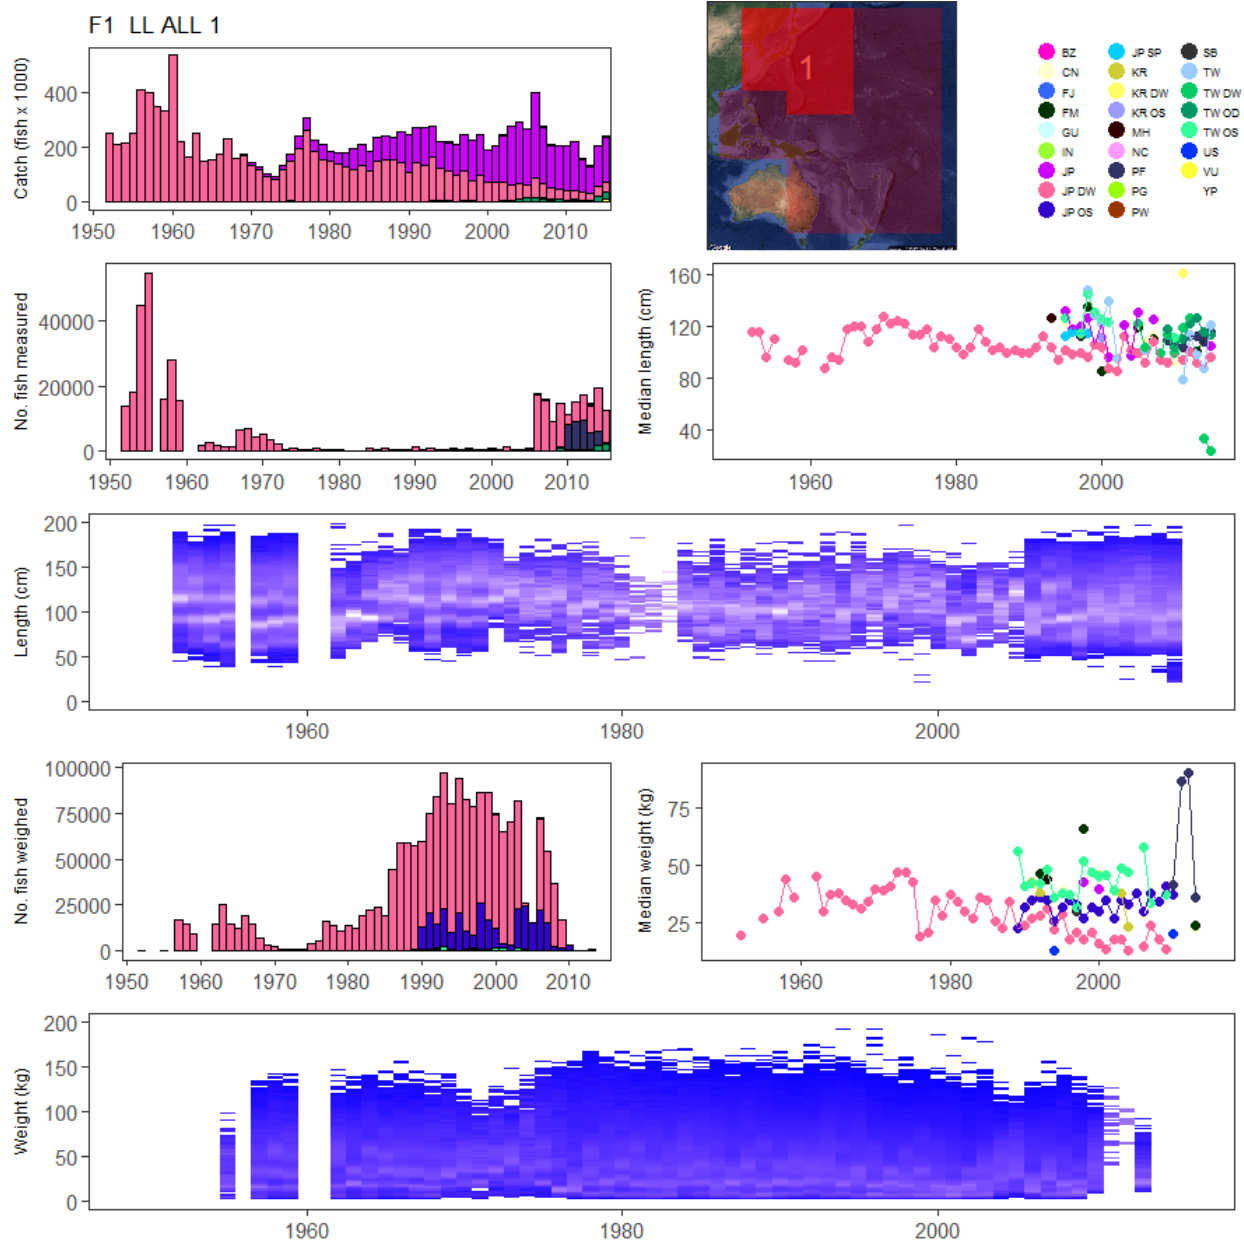 F1 LL ALL 1
Catch (fish x 1000)
400
200
0
1950 1960 1970 1980 1990 2000 2010
1
BZ
CN
FJ
FM
GU
IN
JP
JP DW
JP OS
JP SP
KR
KR DW
KR OS
MH
NC
PF
PG
PW
SB
TW
TW DW
TW OD
TW OS
US
VU
YP
No. fish measured
40000
20000
0
1950 1960 1970 1980 1990 2000 2010
Median length (cm)
160
120
80
40
1960 1980 2000
Length (cm)
200
150
100
50
0
1960 1980 2000
No. fish weighed
100000
75000
50000
25000
0
1950 1960 1970 1980 1990 2000 2010
Median weight (kg)
75
50
25
1960 1980 2000
Weight (kg)
200
150
100
50
0
1960 1980 2000